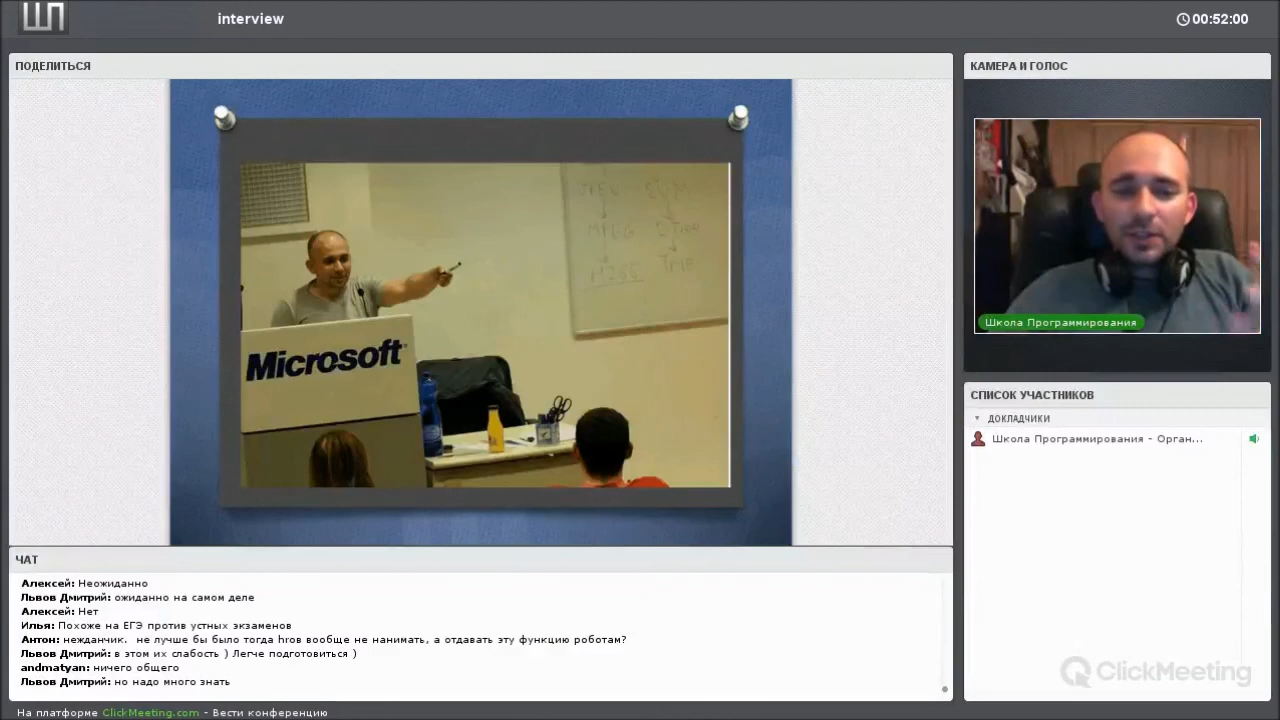 ШП
interview
00:52:00
ПОДЕЛИТЬСЯ
КАМЕРА И ГОЛОС
MPEG
Microsoft
Школа Программирования
СПИСОК УЧАСТНИКОВ
ДОКЛАДЧИКИ
Школа Программирования - Орган...
ЧАТ
Алексей: Неожиданно
Львов Дмитрий: ожиданно на самом деле
Алексей: Нет
Илья: Похоже на ЕГЭ против устных экзаменов
Антон: нежданчик. не лучше бы было тогда hrов вообще не нанимать, а отдавать эту функцию роботам?
Львов Дмитрий: в этом их слабость ) Легче подготовиться )
andmatyan: ничего общего
Львов Дмитрий: но надо много знать
ClickMeeting
На платформе ClickMeeting.com - Вести конференцию